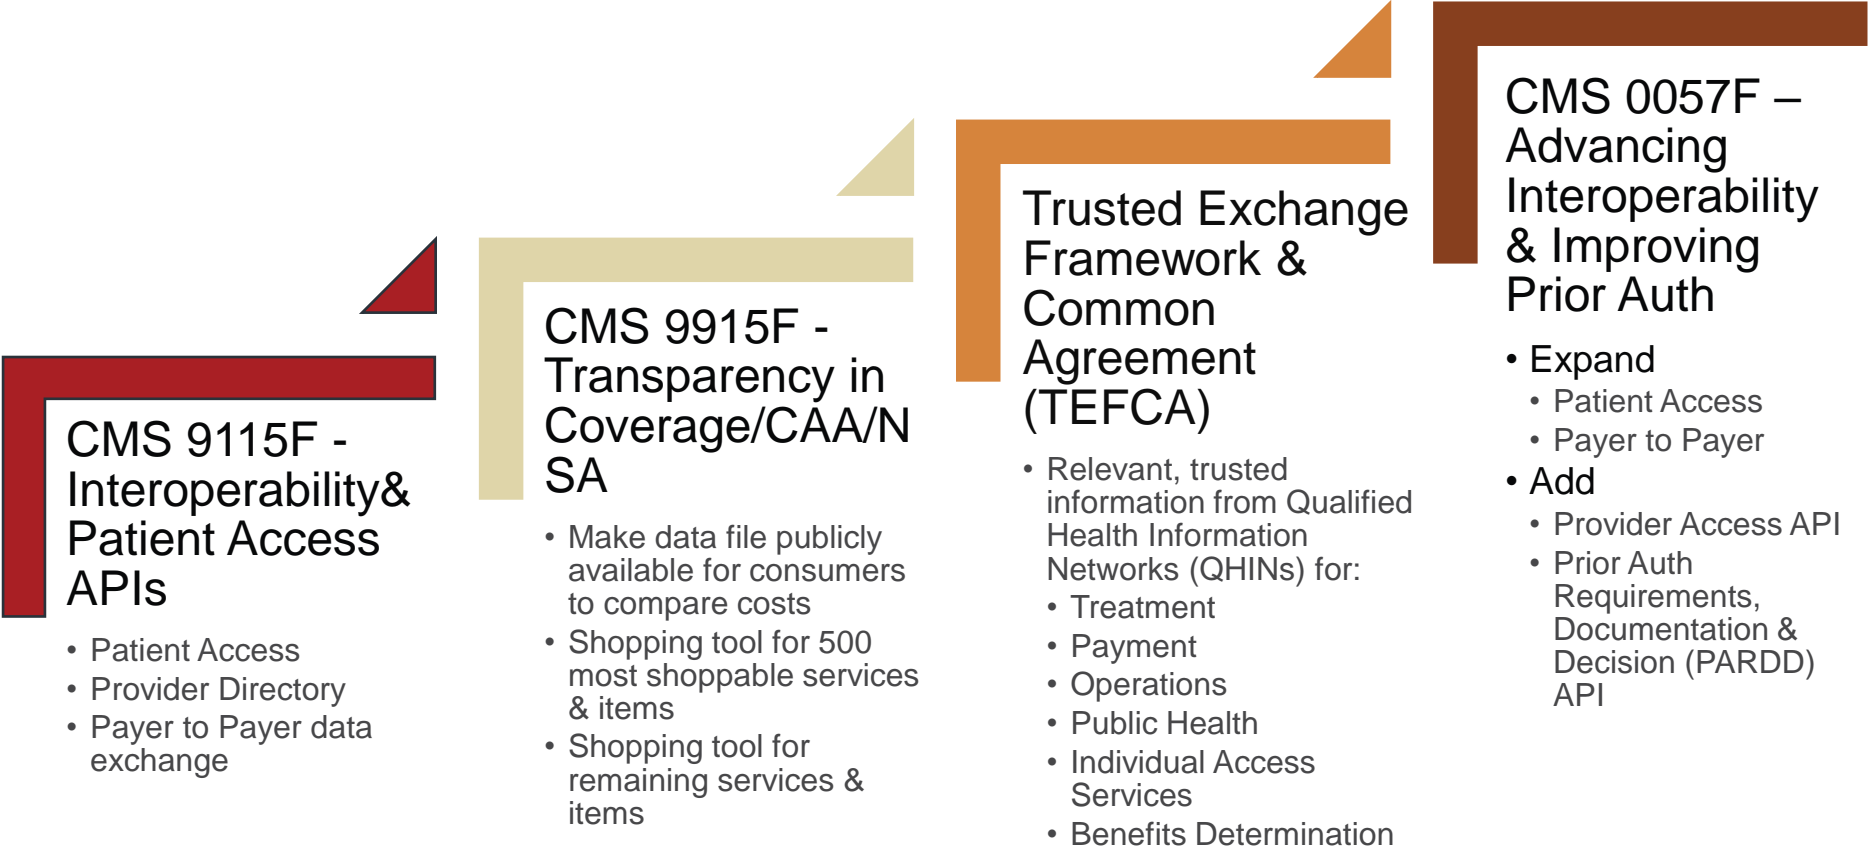 CMS 9115F -
Interoperability&
Patient Access
APIs
• Patient Access
• Provider Directory
• Payer to Payer data
exchange
CMS 9915F -
Transparency in
Coverage/CAA/N
SA
• Make data file publicly
available for consumers
to compare costs
• Shopping tool for 500
most shoppable services
& items
• Shopping tool for
remaining services &
items
Trusted Exchange
Framework &
Common
Agreement
(TEFCA)
• Relevant, trusted
information from Qualified
Health Information
Networks (QHINs) for:
• Treatment
• Payment
• Operations
• Public Health
• Individual Access
Services
• Benefits Determination
CMS 0057F –
Advancing
Interoperability
& Improving
Prior Auth
• Expand
• Patient Access
• Payer to Payer
• Add
• Provider Access API
• Prior Auth
Requirements,
Documentation &
Decision (PARDD)
API